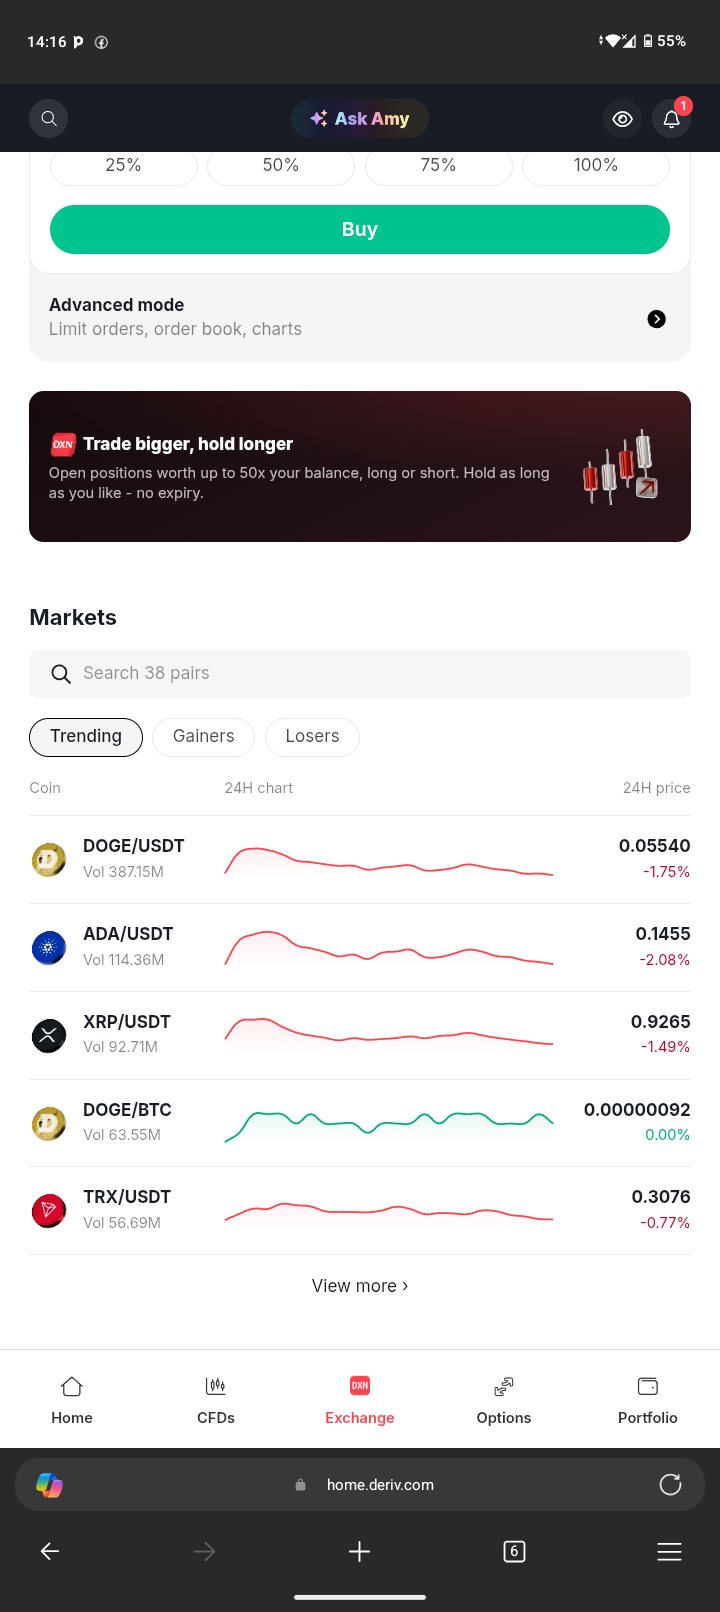 14:16
55%
Ask Amy
1
25% 50% 75% 100%
Buy
Advanced mode
Limit orders, order book, charts
DXN Trade bigger, hold longer
Open positions worth up to 50x your balance, long or short. Hold as long
as you like - no expiry.
Markets
Search 38 pairs
Trending Gainers Losers
Coin 24H chart 24H price
DOGE/USDT 0.05540
Vol 387.15M -1.75%
ADA/USDT 0.1455
Vol 114.36M -2.08%
XRP/USDT 0.9265
Vol 92.71M -1.49%
DOGE/BTC 0.00000092
Vol 63.55M 0.00%
TRX/USDT 0.3076
Vol 56.69M -0.77%
View more ›
DXN
Home CFDs Exchange Options Portfolio
home.deriv.com
6